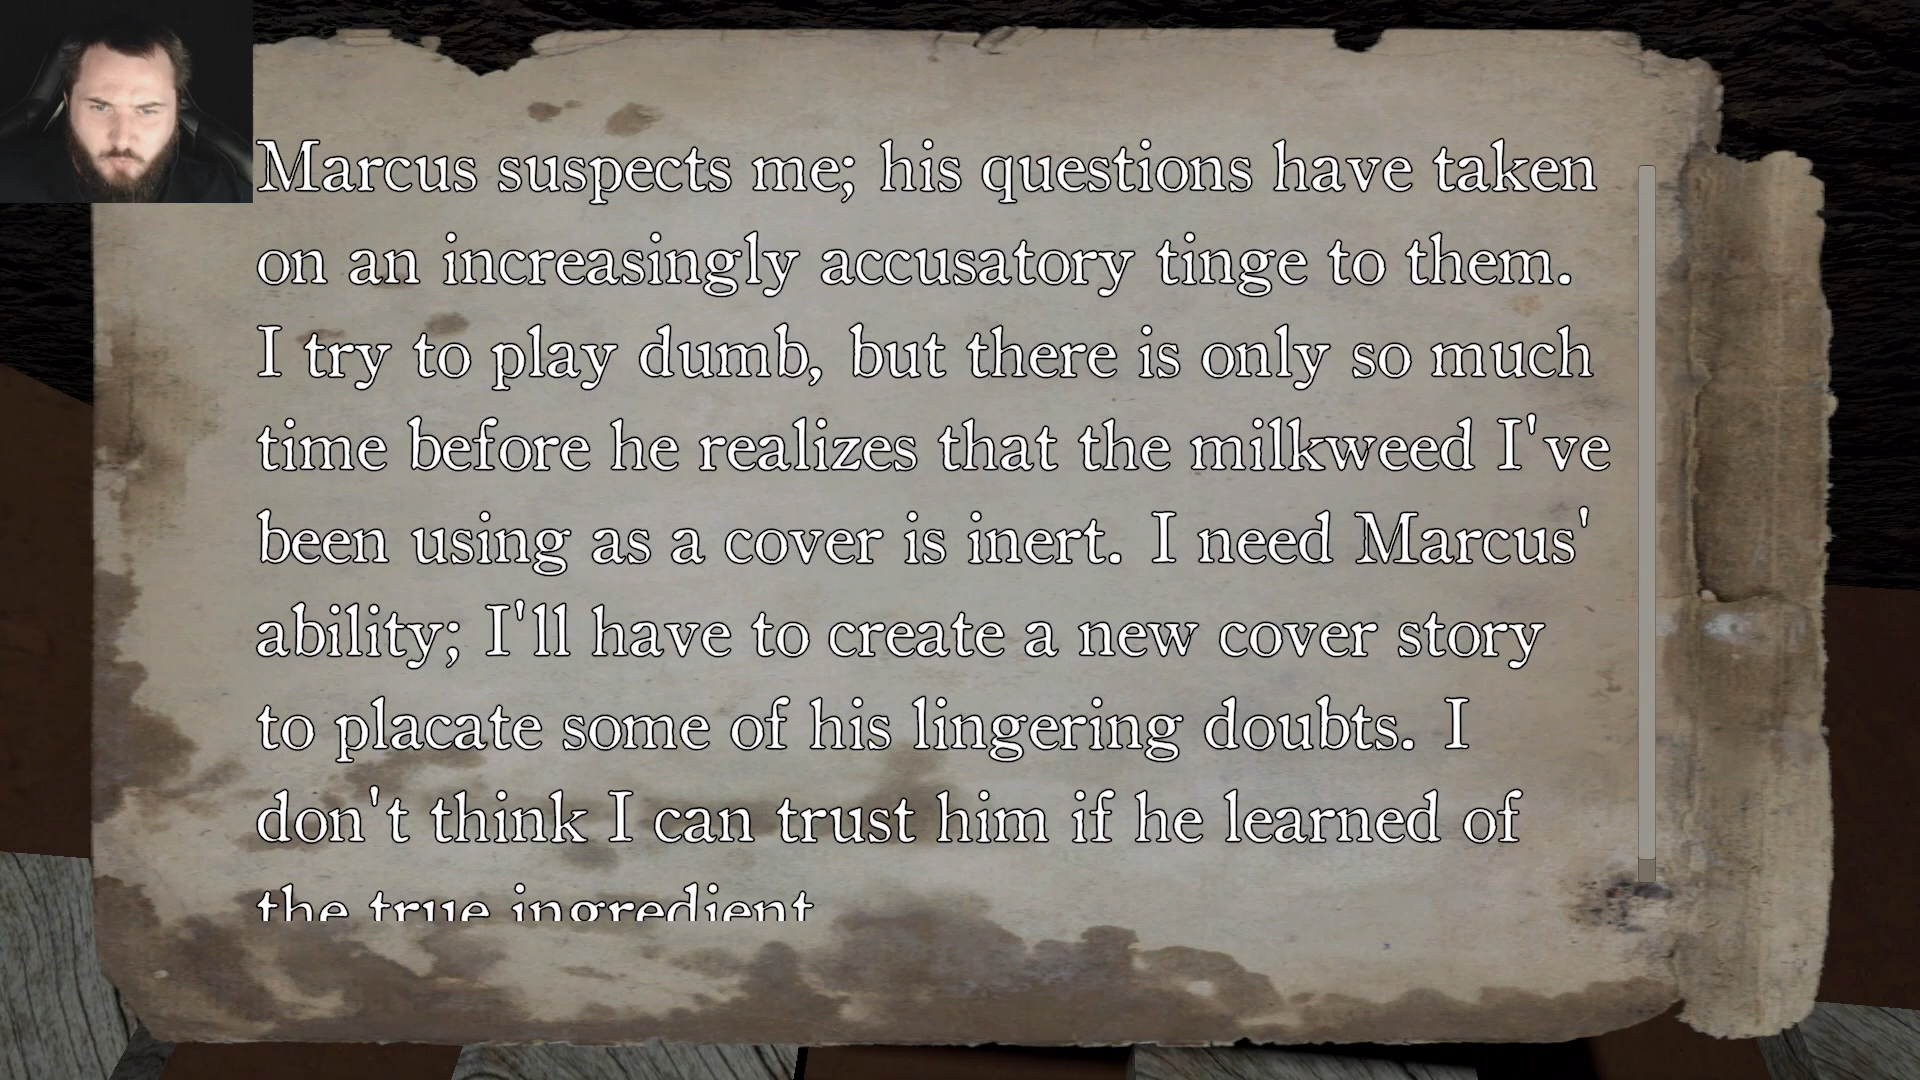 Marcus suspects me; his questions have taken
on an increasingly accusatory tinge to them.
I try to play dumb, but there is only so much
time before he realizes that the milkweed I've
been using as a cover is inert. I need Marcus'
ability; I'll have to create a new cover story
to placate some of his lingering doubts. I
don't think I can trust him if he learned of
the true ingredient